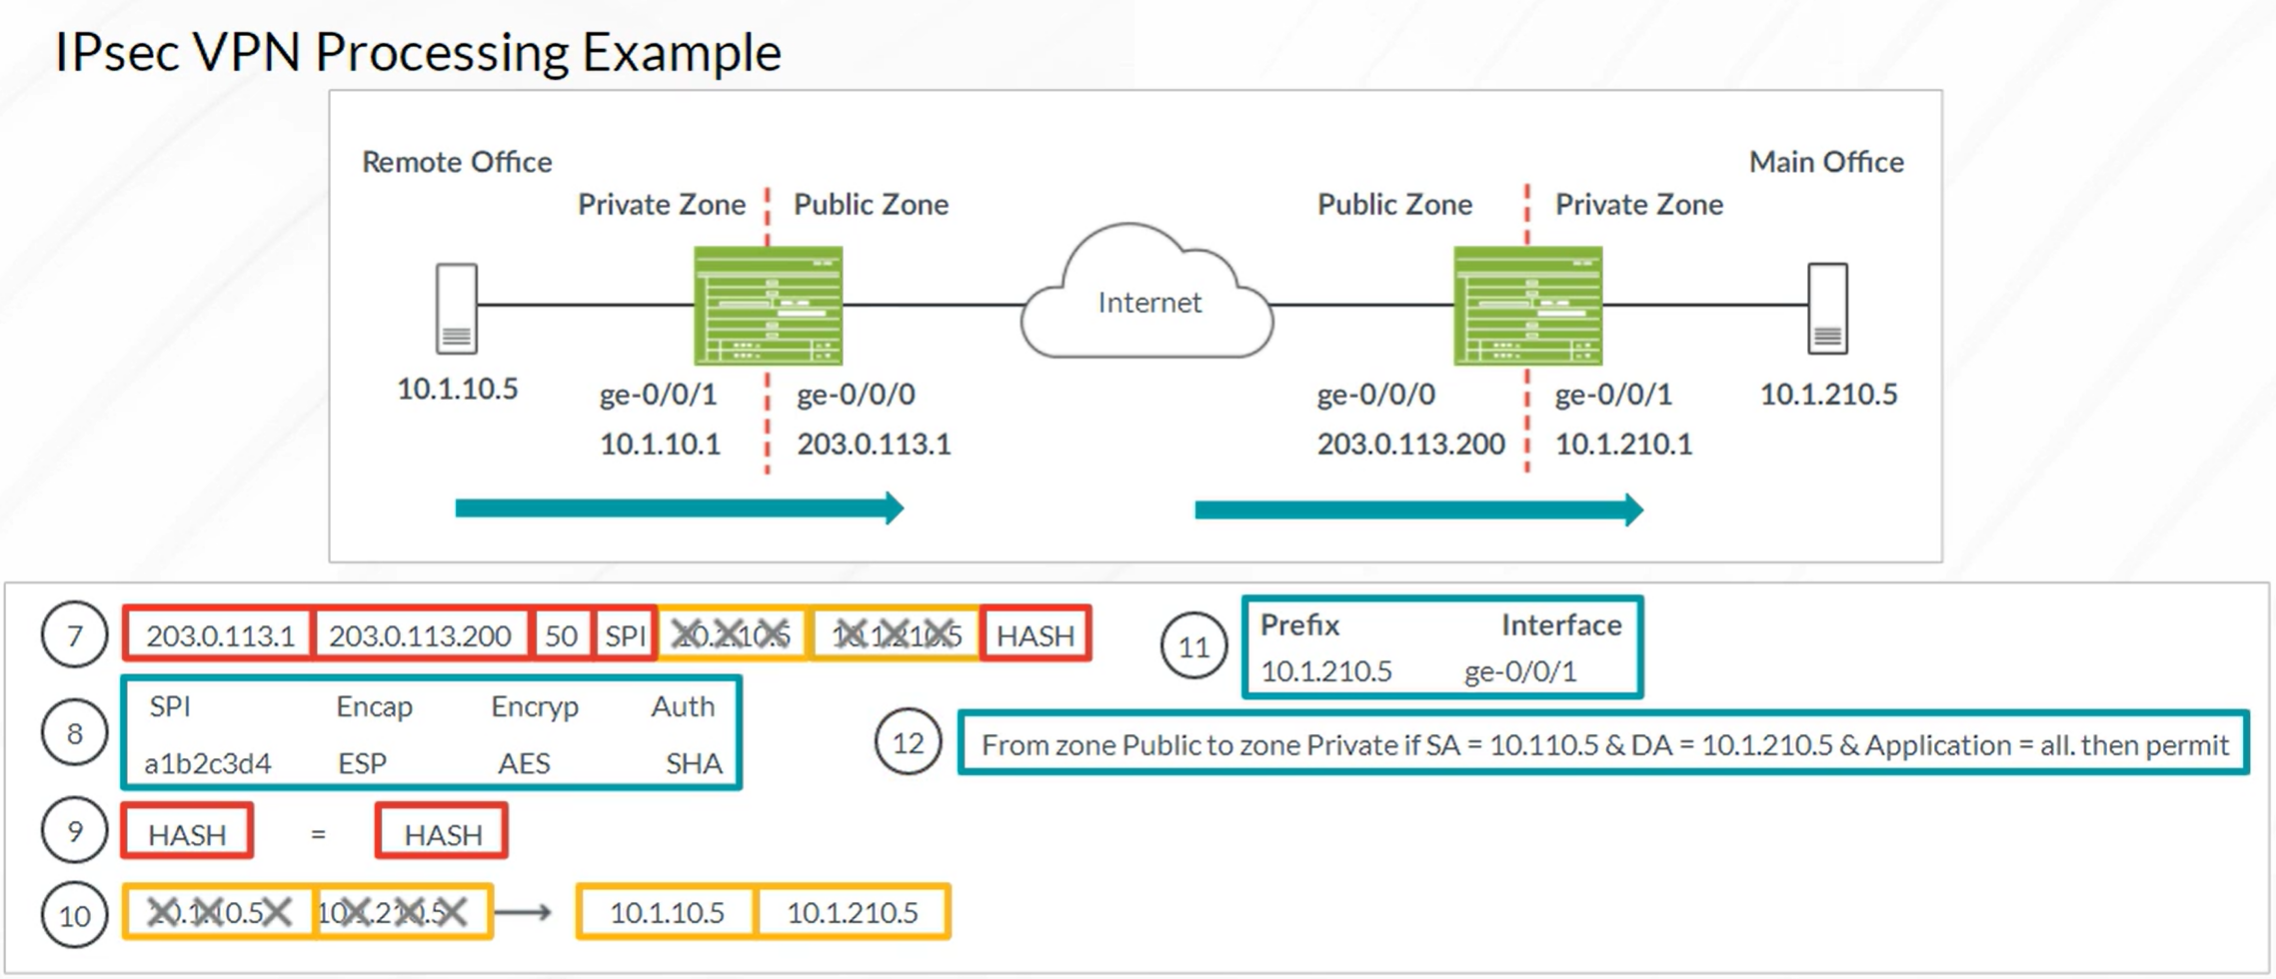 IPsec VPN Processing Example
Remote Office
Main Office
Private Zone
Public Zone
Public Zone
Private Zone
Internet
10.1.10.5
ge-0/0/1
ge-0/0/0
ge-0/0/0
ge-0/0/1
10.1.210.5
10.1.10.1
203.0.113.1
203.0.113.200
10.1.210.1
7
203.0.113.1 203.0.113.200 50 SPI HASH
8
SPI Encap Encryp Auth
a1b2c3d4 ESP AES SHA
9
HASH = HASH
10
10.1.10.5 10.1.210.5
11
Prefix Interface
10.1.210.5 ge-0/0/1
12
From zone Public to zone Private if SA = 10.110.5 & DA = 10.1.210.5 & Application = all. then permit